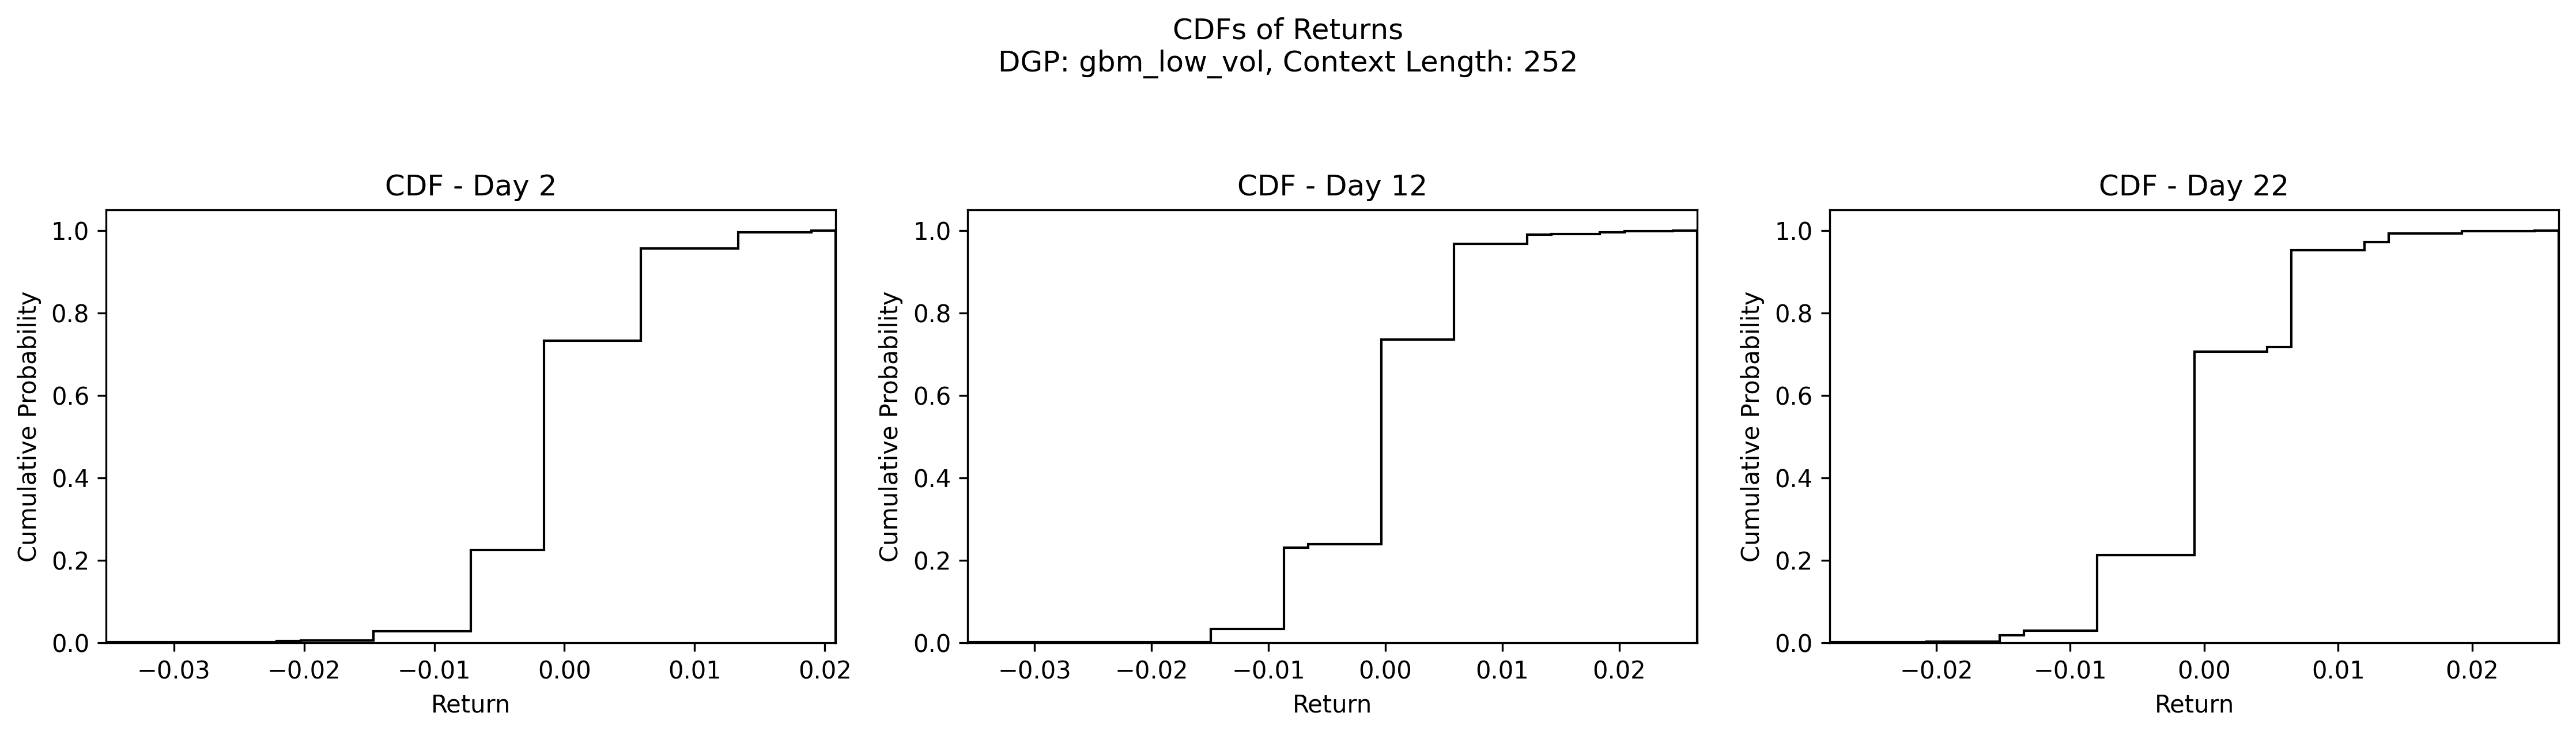 CDFs of Returns
DGP: gbm_low_vol, Context Length: 252
CDF - Day 2
Cumulative Probability
1.0
0.8
0.6
0.4
0.2
0.0
−0.03 −0.02 −0.01 0.00 0.01 0.02
Return
CDF - Day 12
Cumulative Probability
1.0
0.8
0.6
0.4
0.2
0.0
−0.03 −0.02 −0.01 0.00 0.01 0.02
Return
CDF - Day 22
Cumulative Probability
1.0
0.8
0.6
0.4
0.2
0.0
−0.02 −0.01 0.00 0.01 0.02
Return